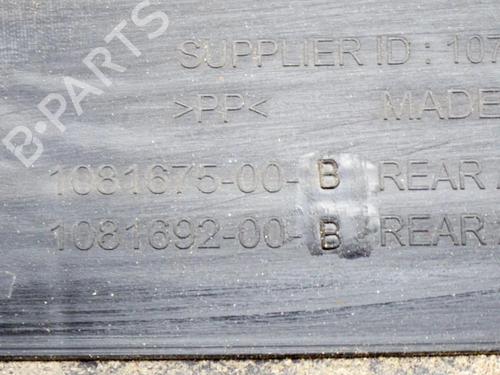 B-PARTS
SUPPLIER ID : 107
>PP< MADE
1081675-00-B REAR
1081692-00-B REAR